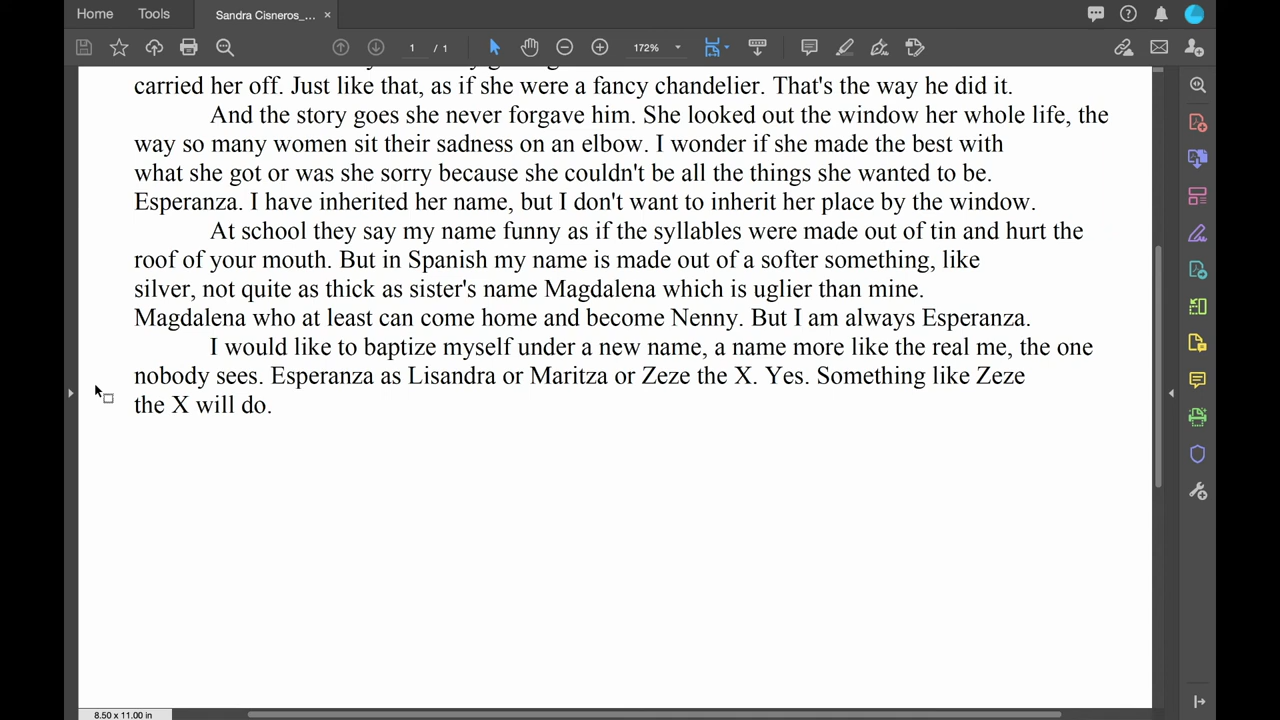 Home Tools Sandra Cisneros_... ×
1 / 1 172%
carried her off. Just like that, as if she were a fancy chandelier. That's the way he did it.
And the story goes she never forgave him. She looked out the window her whole life, the
way so many women sit their sadness on an elbow. I wonder if she made the best with
what she got or was she sorry because she couldn't be all the things she wanted to be.
Esperanza. I have inherited her name, but I don't want to inherit her place by the window.
At school they say my name funny as if the syllables were made out of tin and hurt the
roof of your mouth. But in Spanish my name is made out of a softer something, like
silver, not quite as thick as sister's name Magdalena which is uglier than mine.
Magdalena who at least can come home and become Nenny. But I am always Esperanza.
I would like to baptize myself under a new name, a name more like the real me, the one
nobody sees. Esperanza as Lisandra or Maritza or Zeze the X. Yes. Something like Zeze
the X will do.
8.50 x 11.00 in